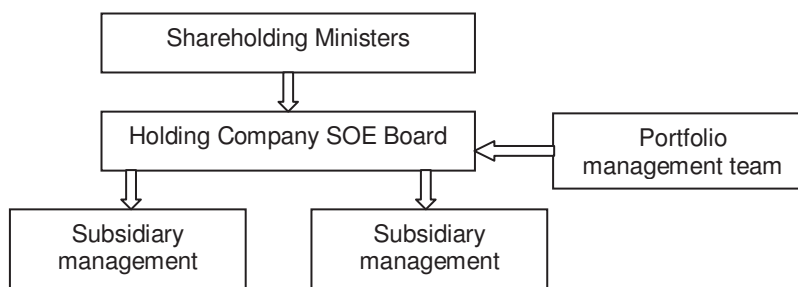 Shareholding Ministers
Holding Company SOE Board
Portfolio
management team
Subsidiary
management
Subsidiary
management